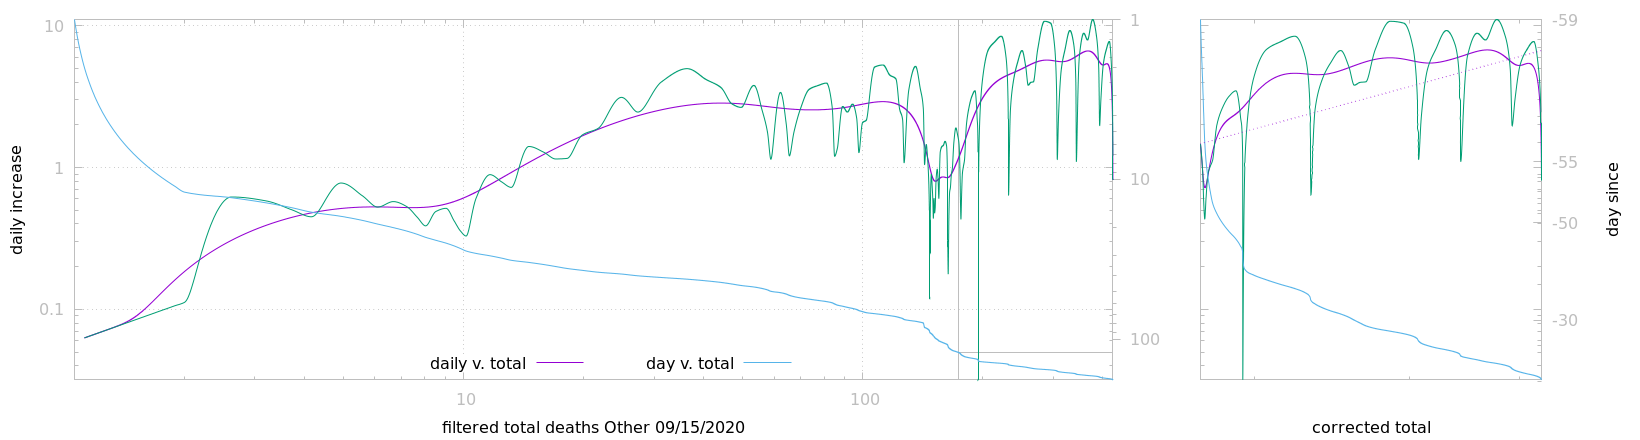 10
1
0.1
daily increase
daily v. total
day v. total
10
100
filtered total deaths Other 09/15/2020
1
10
100
-59
-55
-50
-30
day since
corrected total